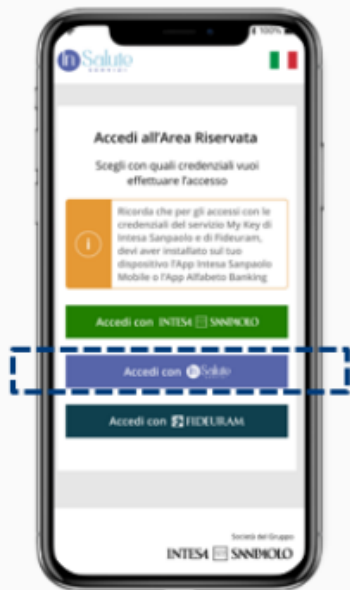 100%
InSalute
SERVIZI
Accedi all'Area Riservata
Scegli con quali credenziali vuoi
effettuare l'accesso
Ricorda che per gli accessi con le
credenziali del servizio My Key di
Intesa Sanpaolo e di Fideuram,
devi aver installato sul tuo
dispositivo l'App Intesa Sanpaolo
Mobile o l'App Alfabeto Banking
i
Accedi con INTESA SANPAOLO
Accedi con InSalute
Accedi con FIDEURAM
Società del Gruppo
INTESA SANPAOLO